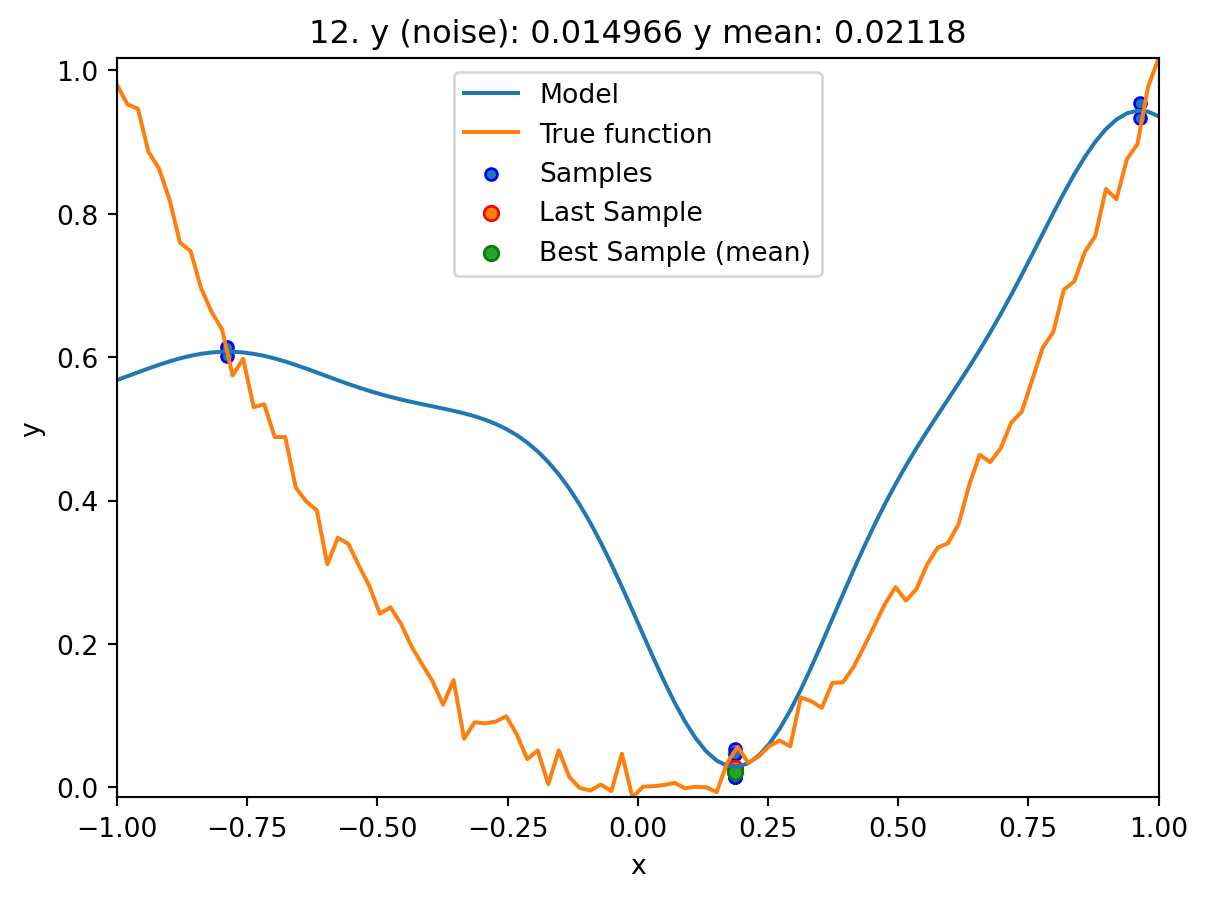 12. y (noise): 0.014966 y mean: 0.02118
Model
True function
Samples
Last Sample
Best Sample (mean)
1.0
0.8
0.6
0.4
0.2
0.0
y
−1.00 −0.75 −0.50 −0.25 0.00 0.25 0.50 0.75 1.00
x